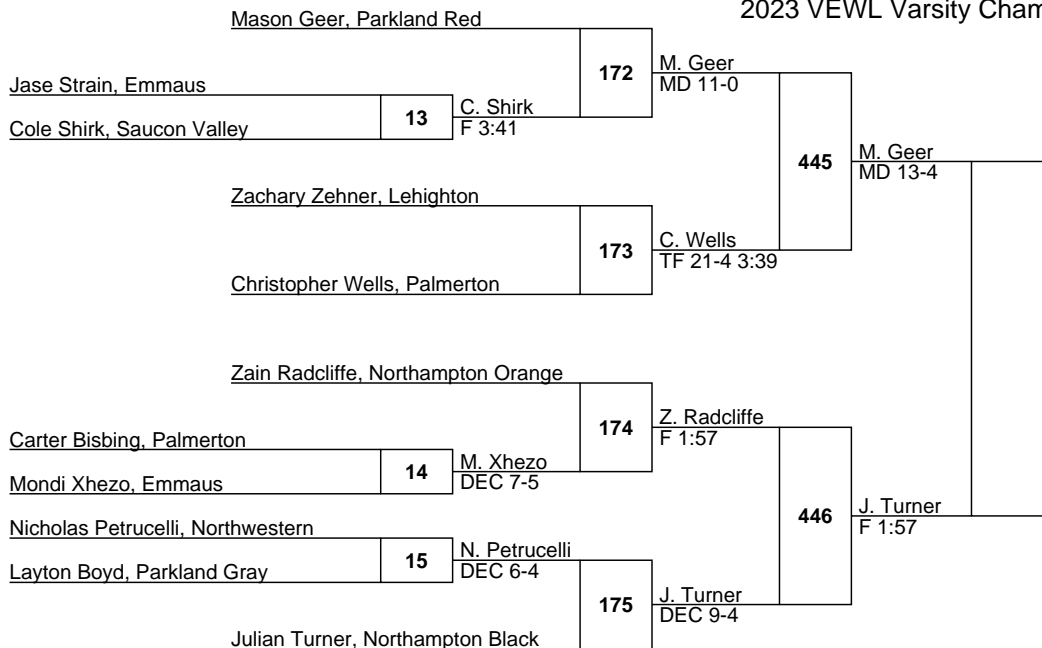 2023 VEWL Varsity Cham
Mason Geer, Parkland Red
172
M. Geer
MD 11-0
Jase Strain, Emmaus
13
C. Shirk
F 3:41
Cole Shirk, Saucon Valley
445
M. Geer
MD 13-4
Zachary Zehner, Lehighton
173
C. Wells
TF 21-4 3:39
Christopher Wells, Palmerton
Zain Radcliffe, Northampton Orange
174
Z. Radcliffe
F 1:57
Carter Bisbing, Palmerton
14
M. Xhezo
DEC 7-5
Mondi Xhezo, Emmaus
446
J. Turner
F 1:57
Nicholas Petrucelli, Northwestern
15
N. Petrucelli
DEC 6-4
Layton Boyd, Parkland Gray
175
J. Turner
DEC 9-4
Julian Turner, Northampton Black